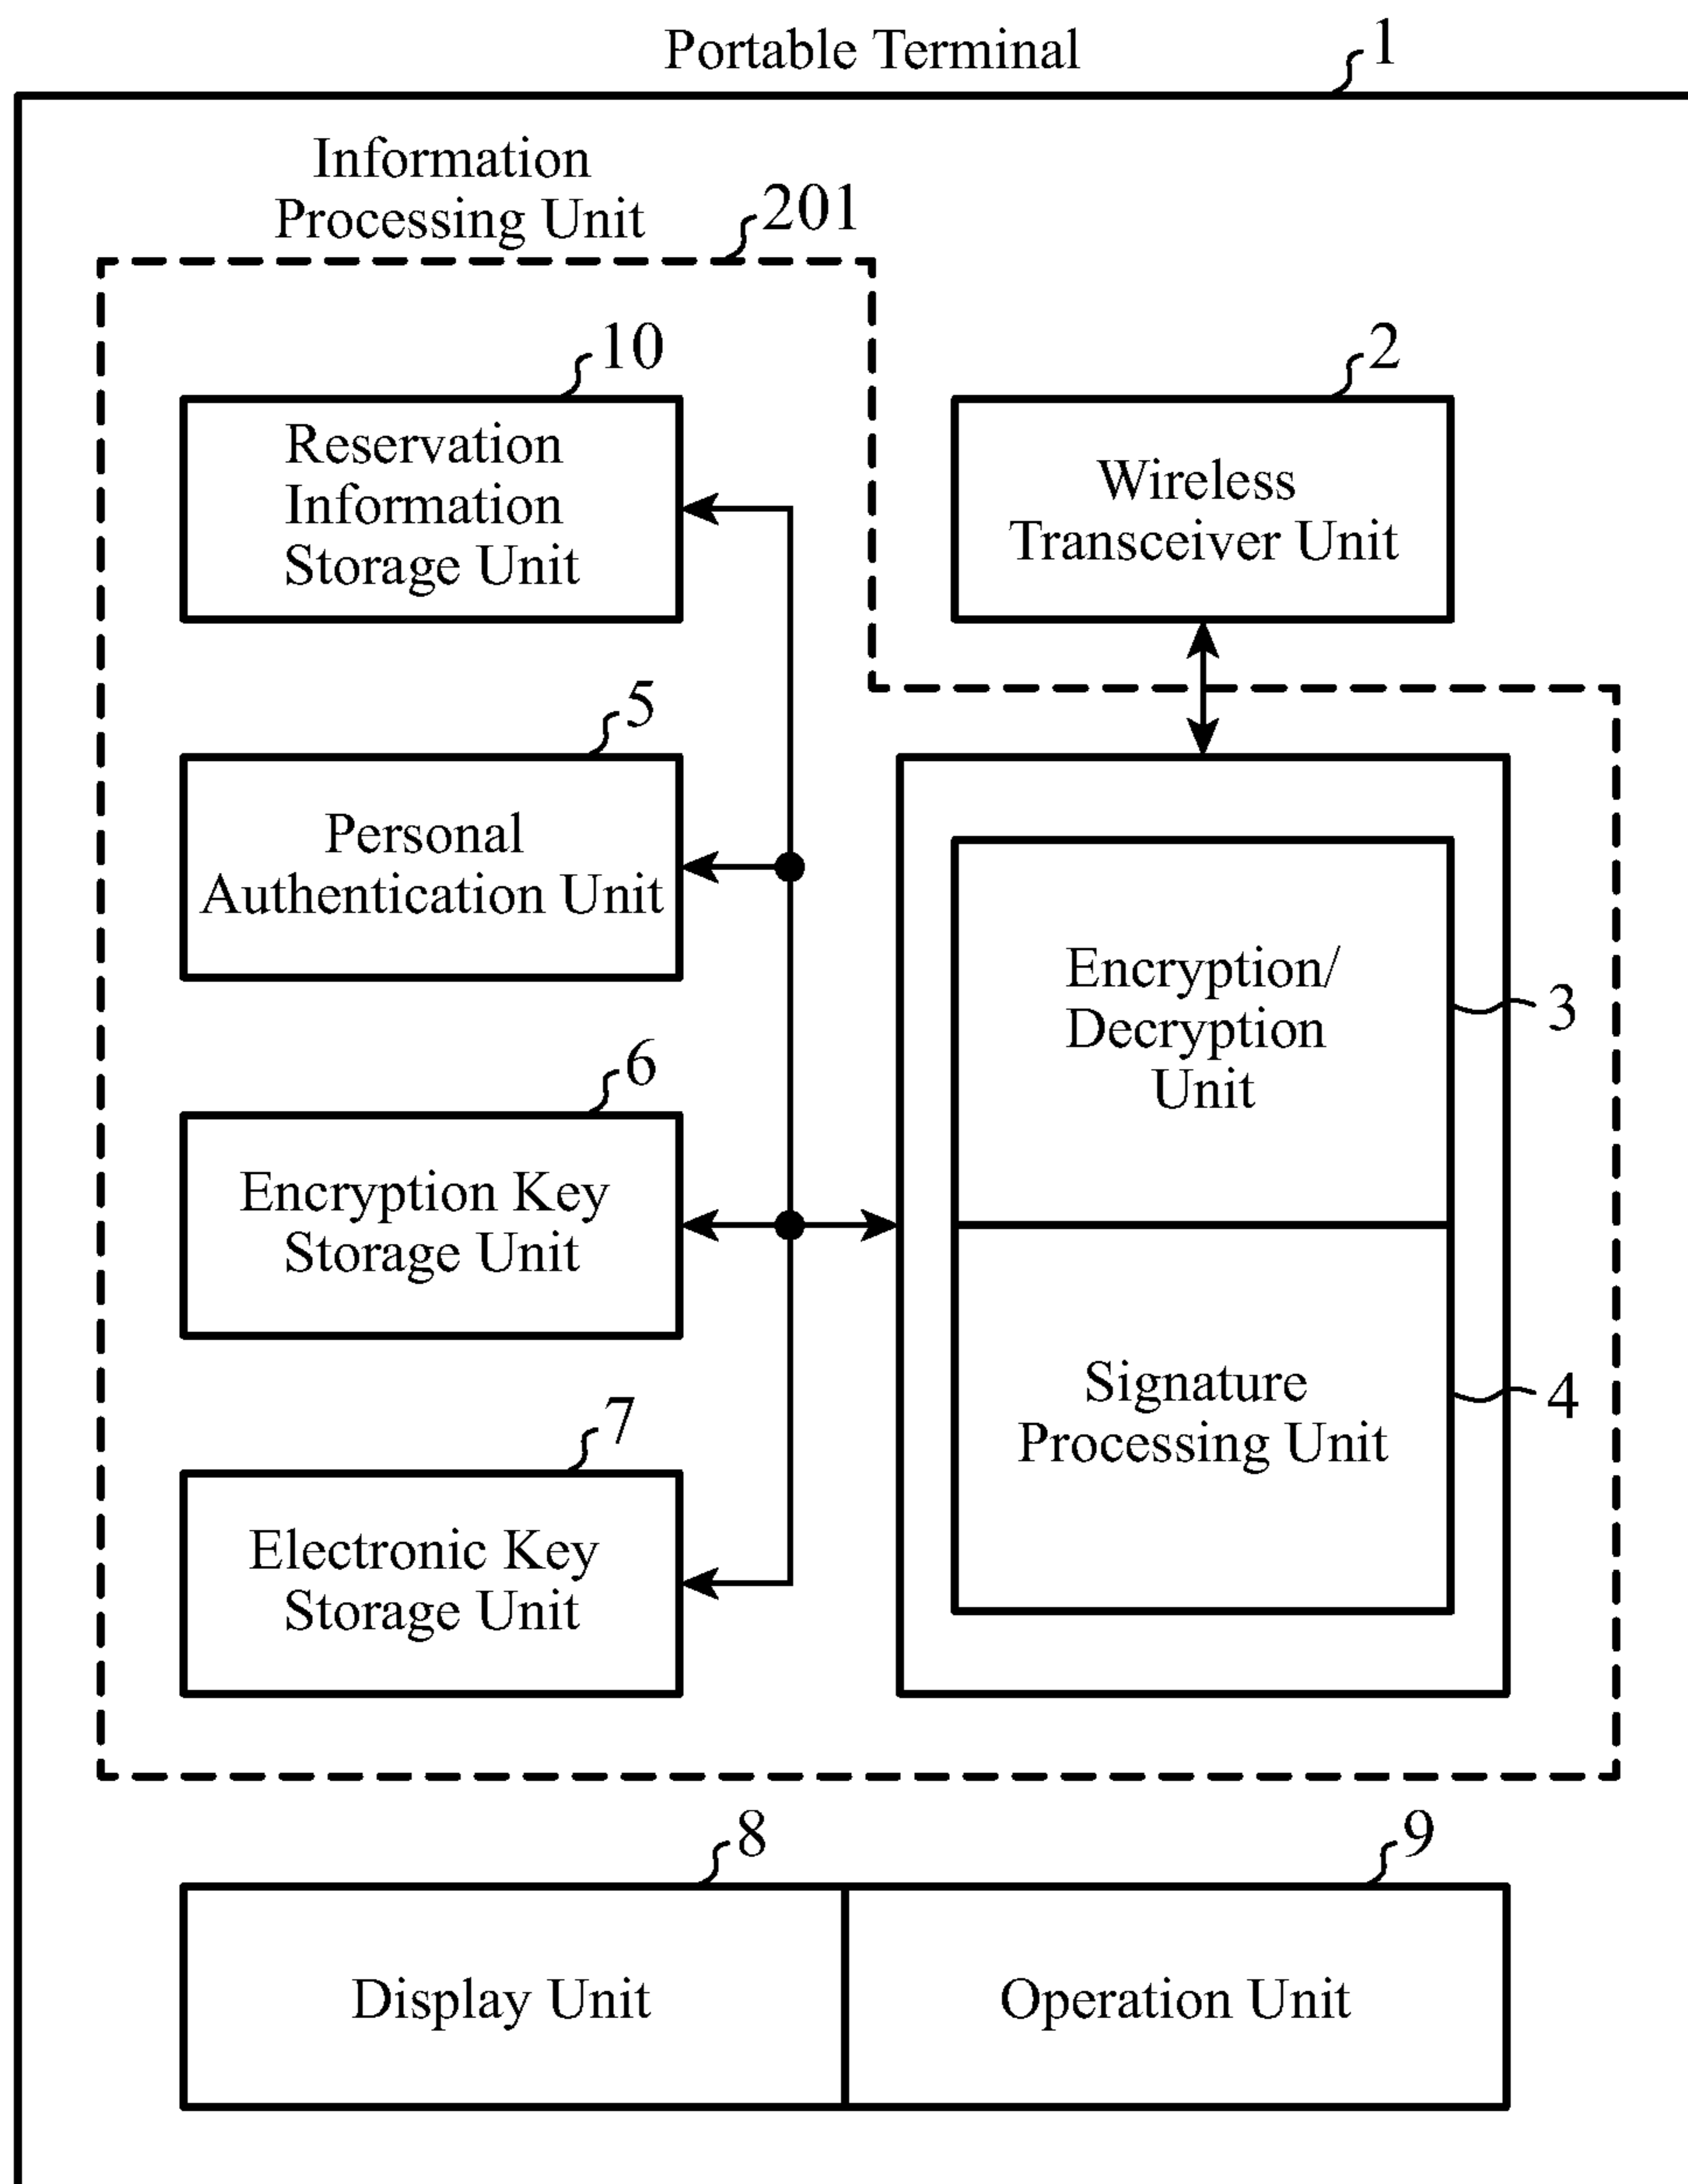 Portable Terminal
1
Information
Processing Unit
201
10
Reservation
Information
Storage Unit
2
Wireless
Transceiver Unit
5
Personal
Authentication Unit
Encryption/
Decryption
Unit
3
6
Encryption Key
Storage Unit
Signature
Processing Unit
4
7
Electronic Key
Storage Unit
8
Display Unit
9
Operation Unit